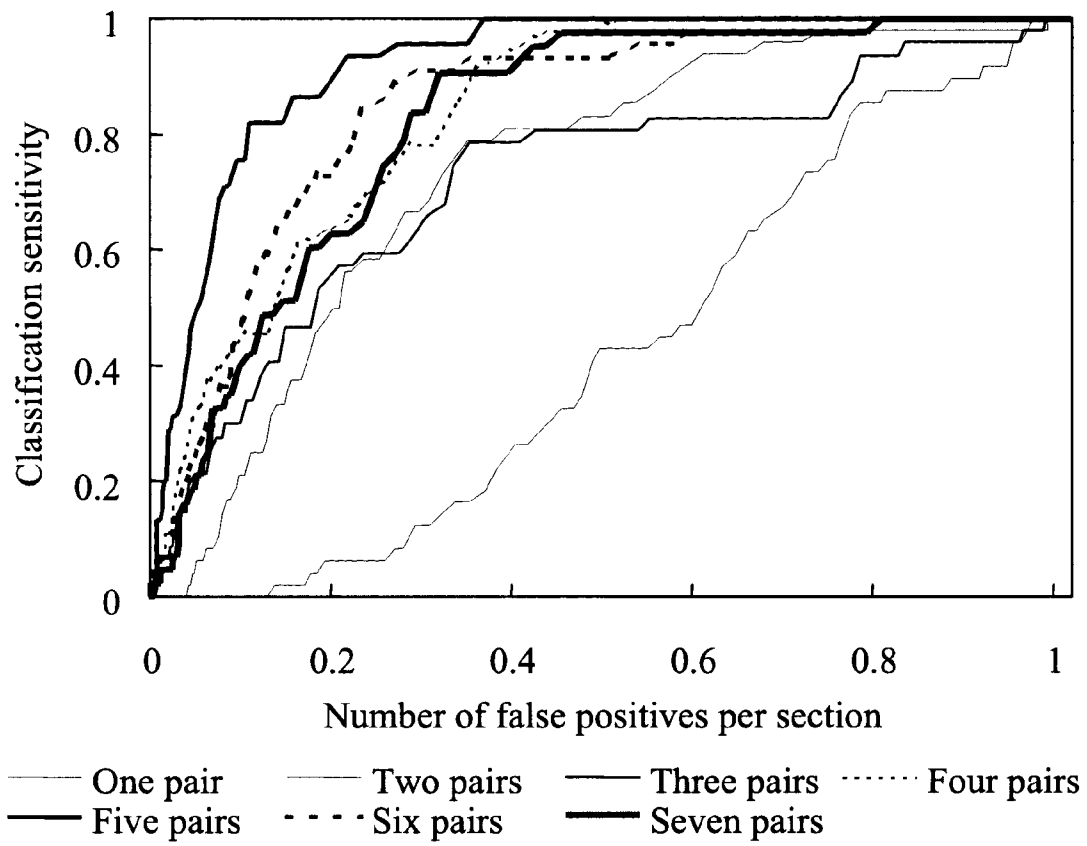 1
0.8
0.6
0.4
0.2
0
Classification sensitivity
0 0.2 0.4 0.6 0.8 1
Number of false positives per section
One pair Two pairs Three pairs Four pairs
Five pairs Six pairs Seven pairs